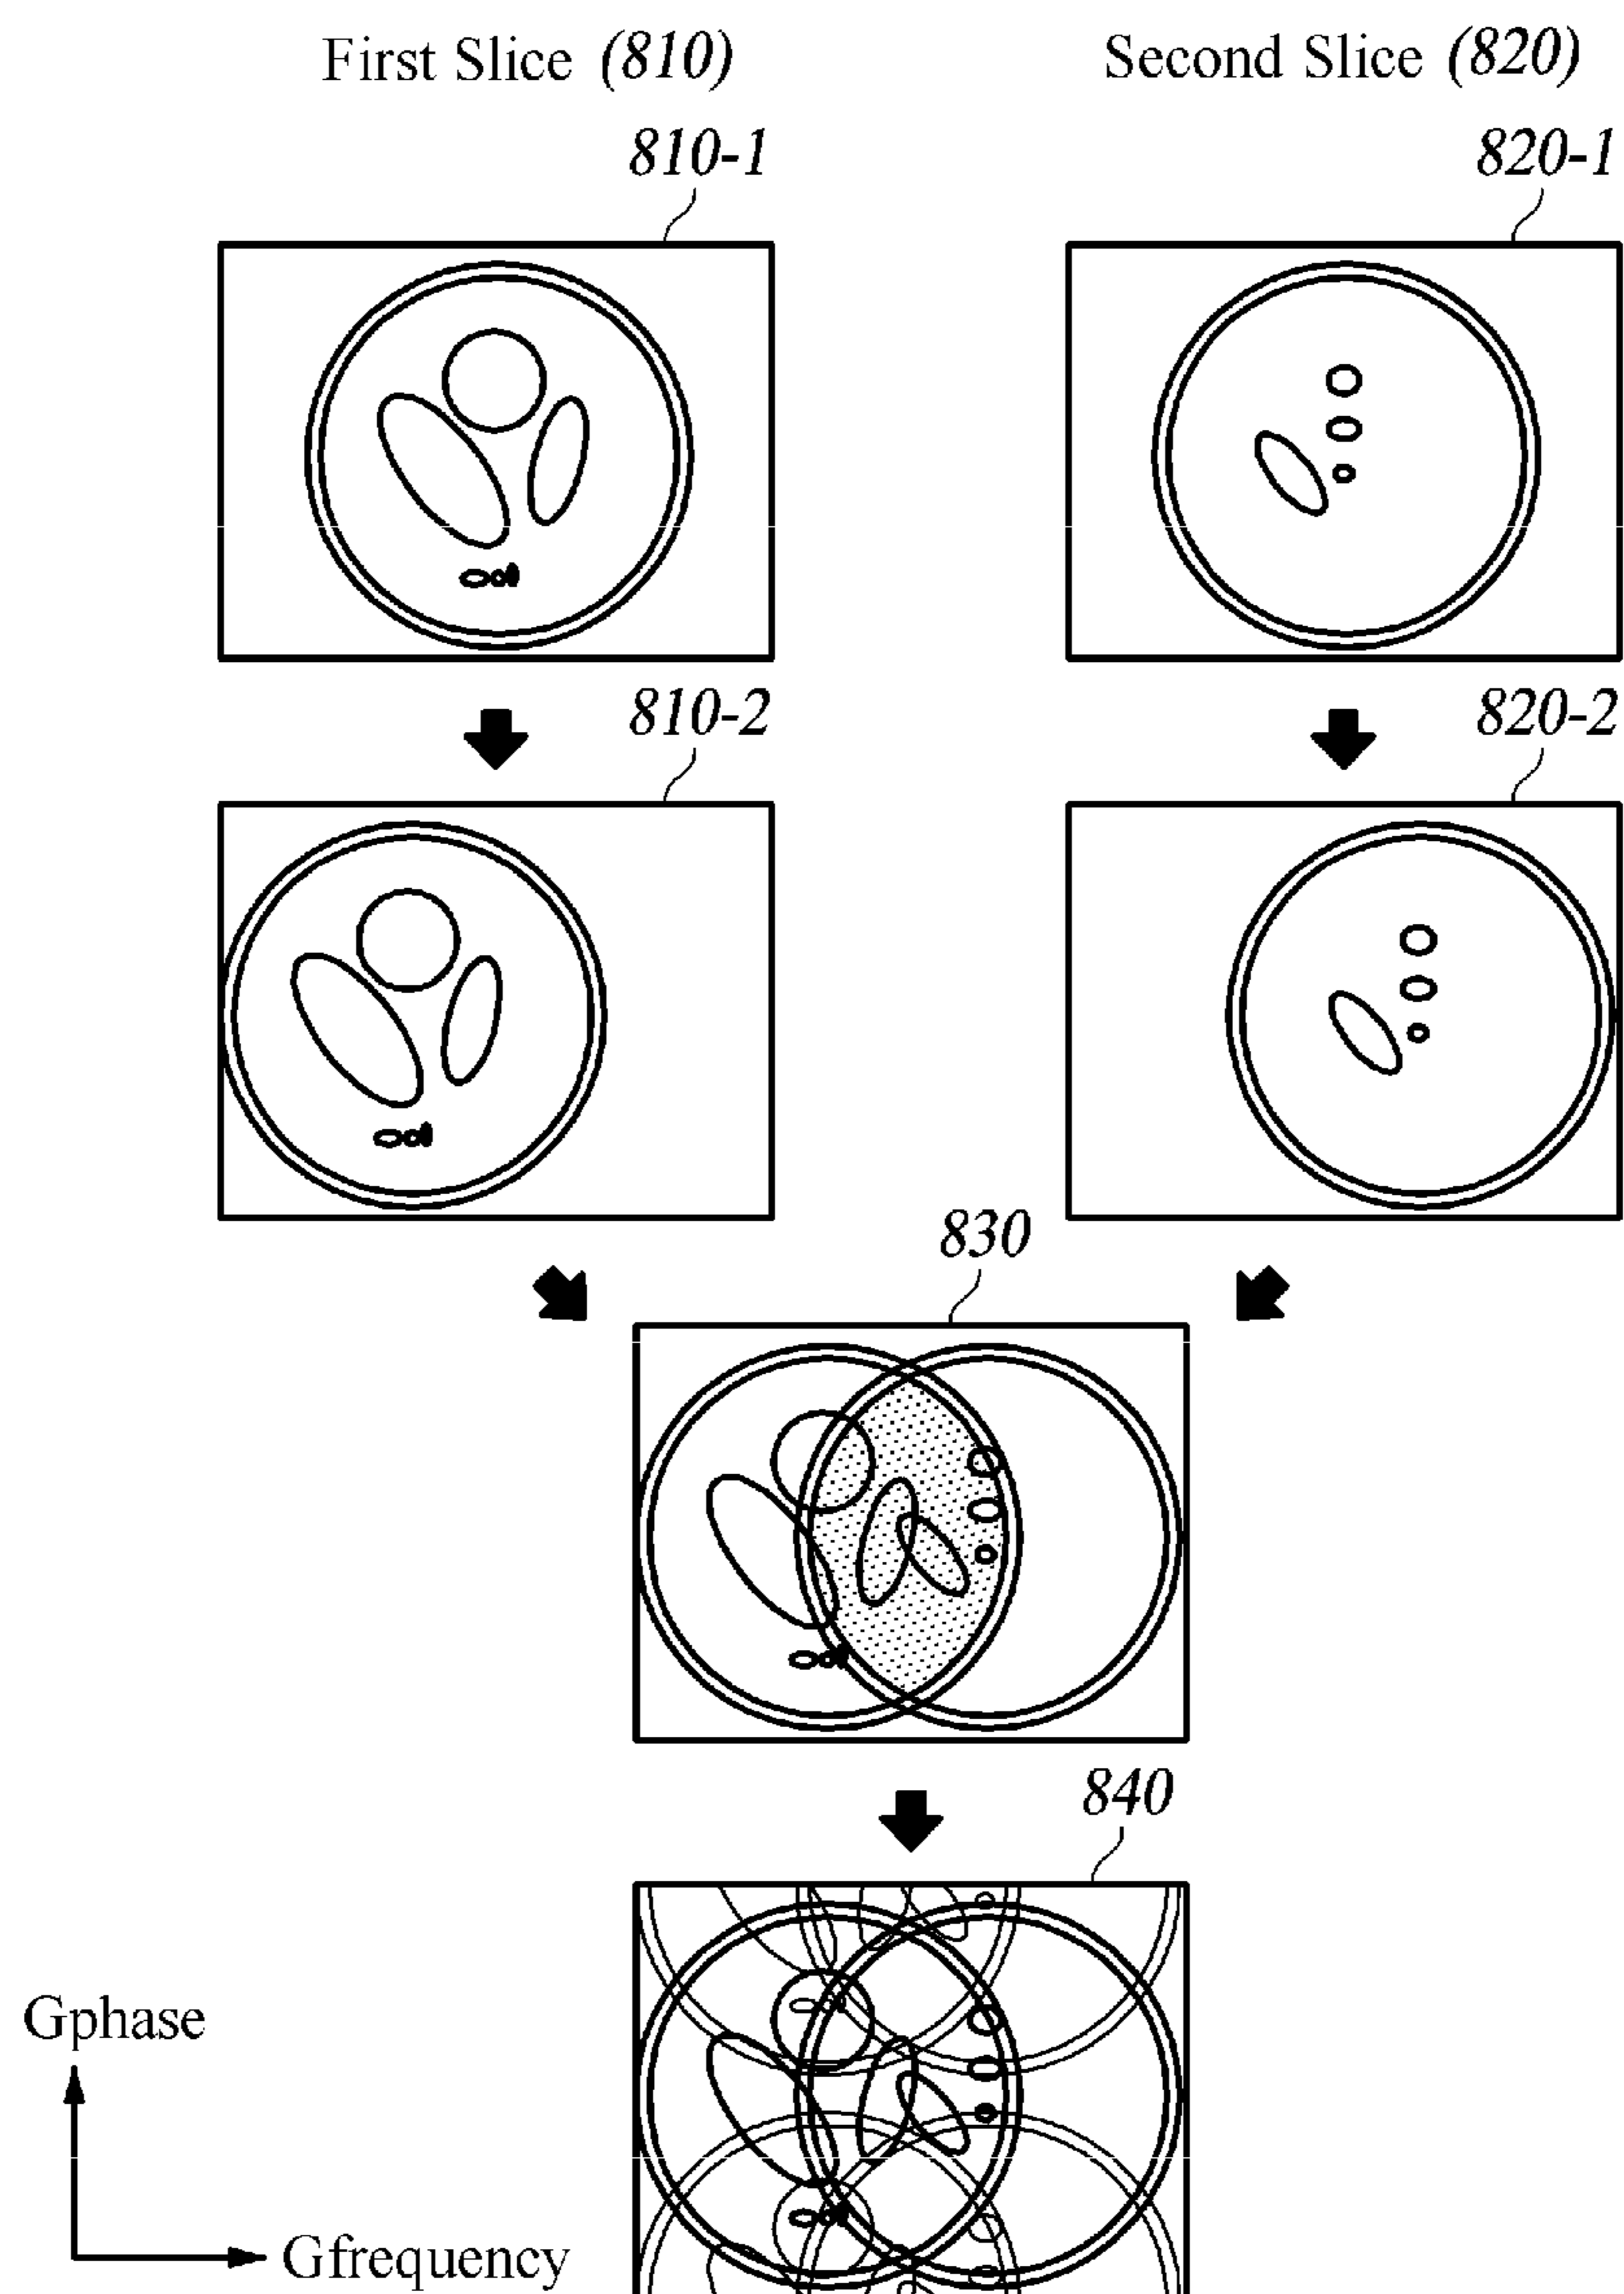 First Slice (810)
Second Slice (820)
810-1
820-1
810-2
820-2
830
840
Gphase
Gfrequency